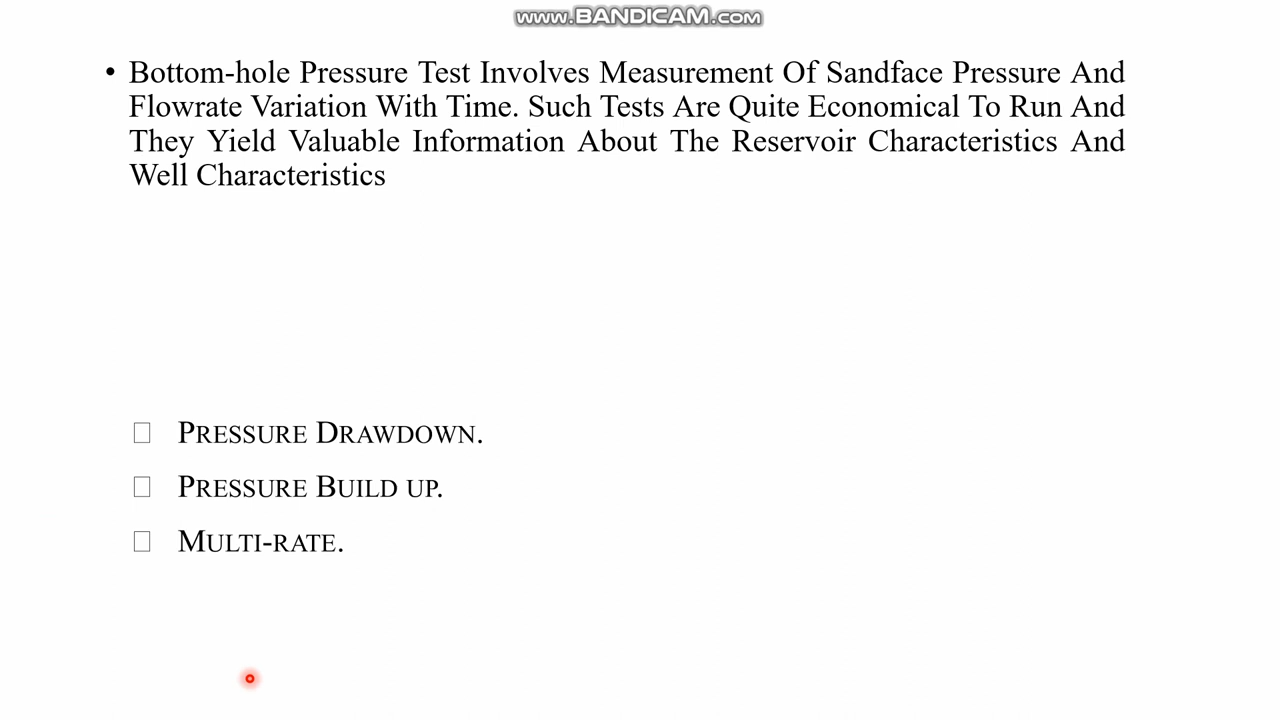 www.BANDICAM.com
• Bottom-hole Pressure Test Involves Measurement Of Sandface Pressure And
Flowrate Variation With Time. Such Tests Are Quite Economical To Run And
They Yield Valuable Information About The Reservoir Characteristics And
Well Characteristics
PRESSURE DRAWDOWN.
PRESSURE BUILD UP.
MULTI-RATE.